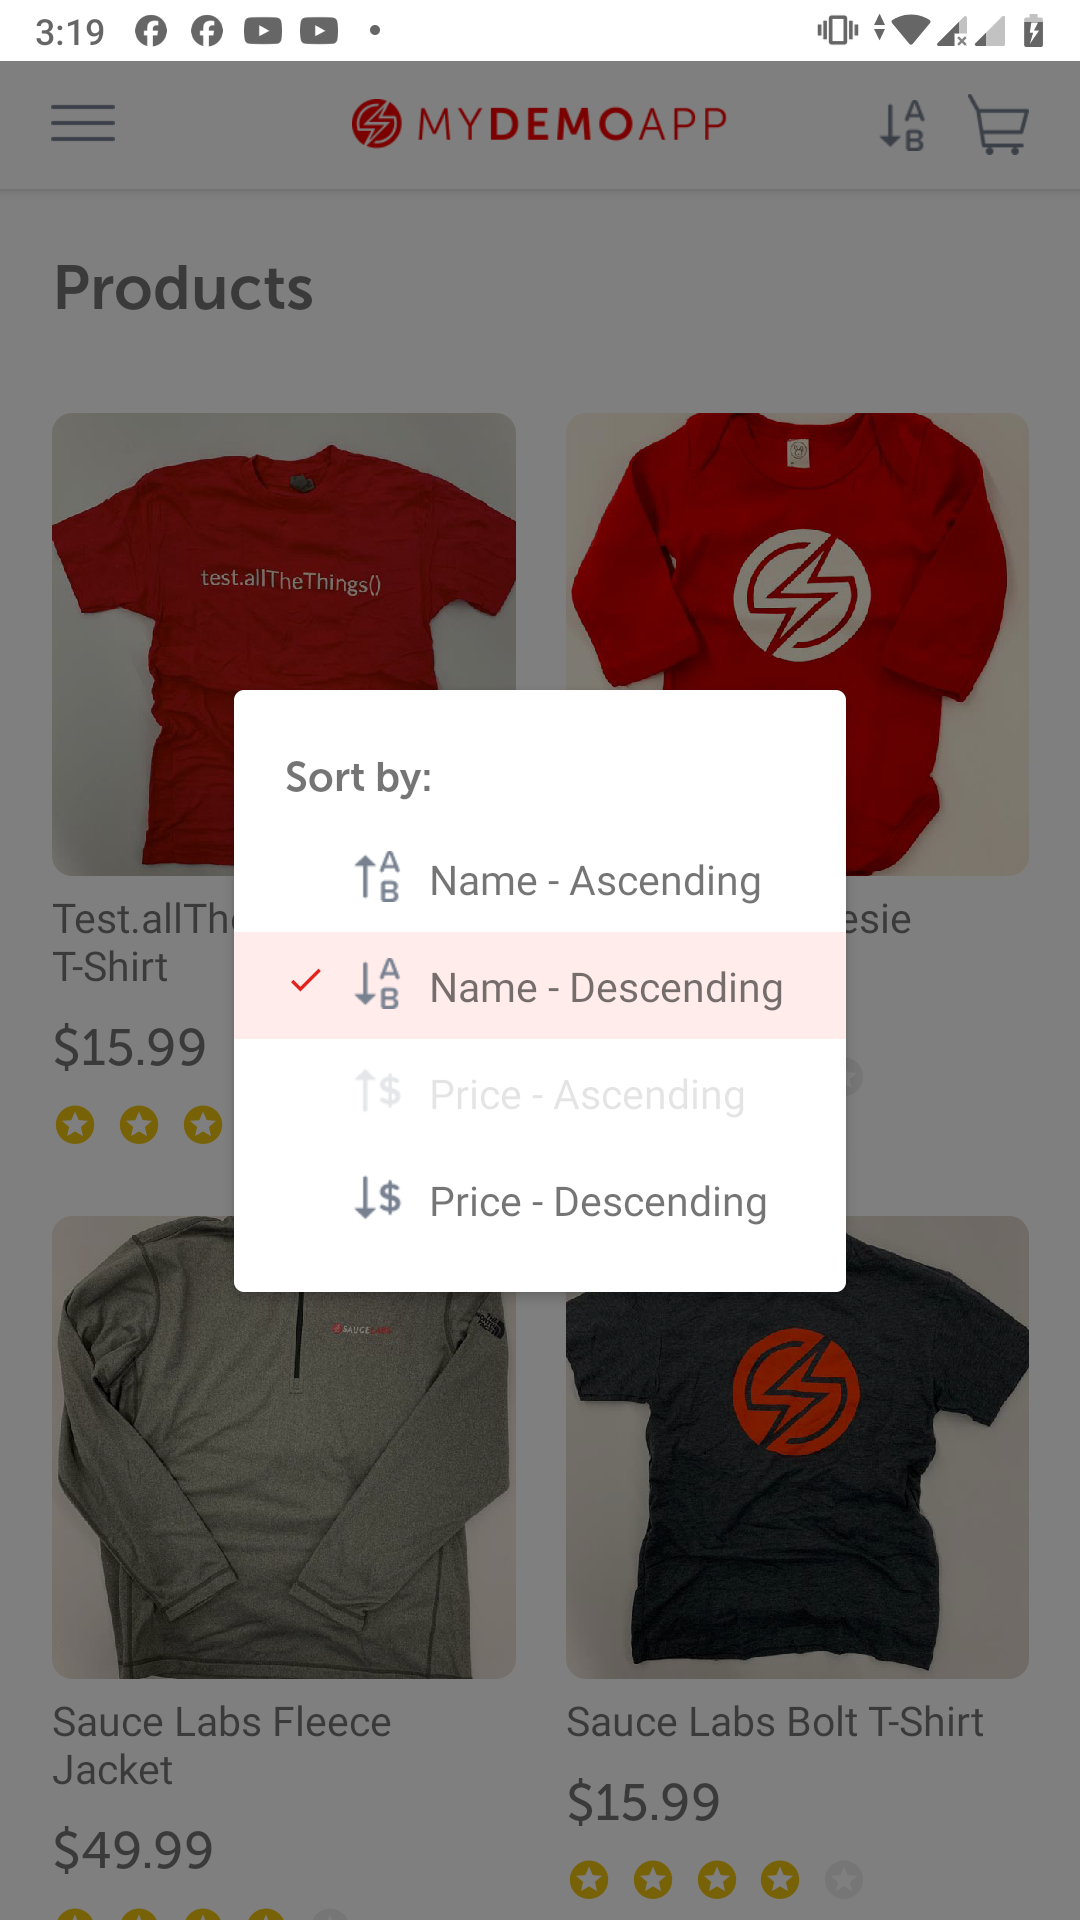 3:19
MYDEMOAPP
A
B
Products
test.allTheThings()
Sort by:
Name - Ascending
Name - Descending
Price - Ascending
Price - Descending
Test.allTh
T-Shirt
$15.99
esie
SAUCE LABS
Sauce Labs Fleece
Jacket
$49.99
Sauce Labs Bolt T-Shirt
$15.99